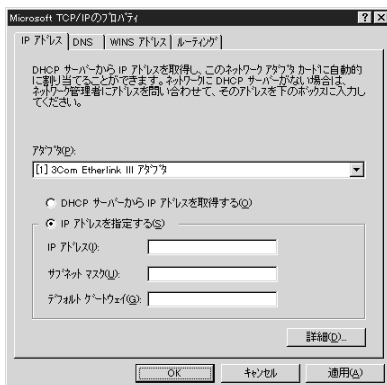 Microsoft TCP/IPのプロパティ
IP アドレス DNS WINS アドレス ルーティング
DHCP サーバーから IP アドレスを取得し、このネットワーク アダプタ カードに自動的
に割り当てることができます。ネットワークに DHCP サーバーがない場合は、
ネットワーク管理者にアドレスを問い合わせて、そのアドレスを下のボックスに入力し
てください。
アダプタ(P):
[1] 3Com Etherlink III アダプタ
DHCP サーバーから IP アドレスを取得する(O)
IP アドレスを指定する(S)
IP アドレス(I):
サブネット マスク(U):
デフォルト ゲートウェイ(G):
詳細(D)...
OK キャンセル 適用(A)